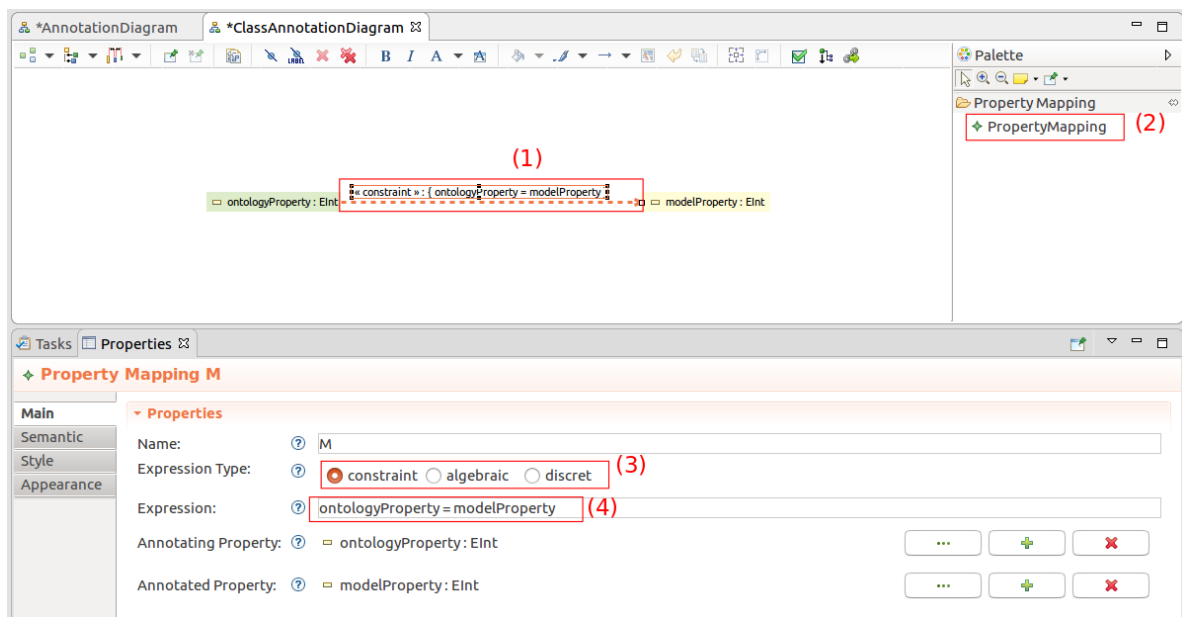 *AnnotationDiagram
*ClassAnnotationDiagram
B I A A
Palette
Property Mapping
PropertyMapping
(2)
(1)
« constraint » : { ontologyProperty = modelProperty
ontologyProperty : EInt
modelProperty : EInt
Tasks
Properties
Property Mapping M
Main
Semantic
Style
Appearance
Properties
Name:
M
Expression Type:
constraint
algebraic
discret
(3)
Expression:
ontologyProperty = modelProperty
(4)
Annotating Property:
ontologyProperty : EInt
...
Annotated Property:
modelProperty : EInt
...